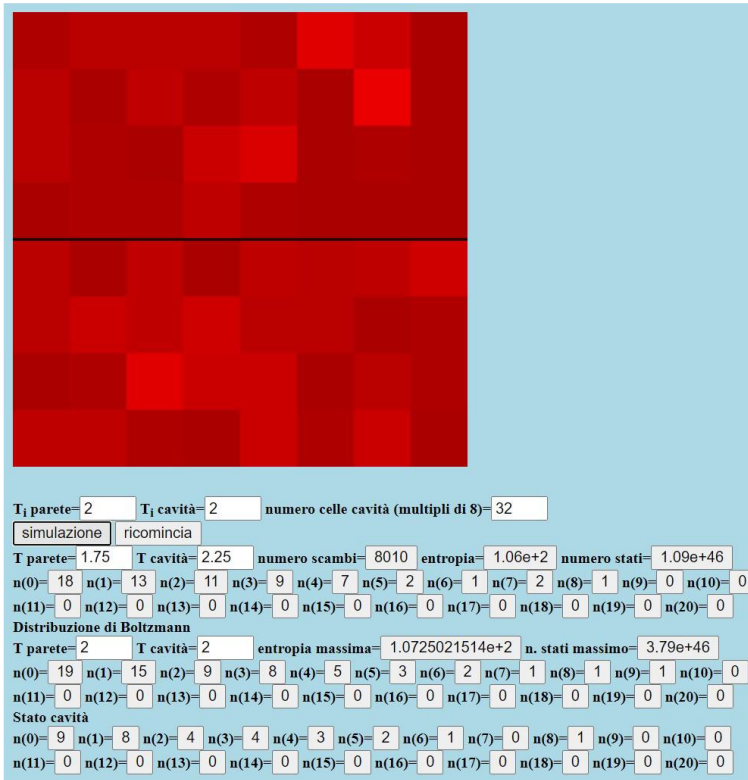 Ti parete= 2 Ti cavità= 2 numero celle cavità (multipli di 8)= 32
simulazione ricomincia
T parete= 1.75 T cavità= 2.25 numero scambi= 8010 entropia= 1.06e+2 numero stati= 1.09e+46
n(0)= 18 n(1)= 13 n(2)= 11 n(3)= 9 n(4)= 7 n(5)= 2 n(6)= 1 n(7)= 2 n(8)= 1 n(9)= 0 n(10)= 0
n(11)= 0 n(12)= 0 n(13)= 0 n(14)= 0 n(15)= 0 n(16)= 0 n(17)= 0 n(18)= 0 n(19)= 0 n(20)= 0
Distribuzione di Boltzmann
T parete= 2 T cavità= 2 entropia massima= 1.0725021514e+2 n. stati massimo= 3.79e+46
n(0)= 19 n(1)= 15 n(2)= 9 n(3)= 8 n(4)= 5 n(5)= 3 n(6)= 2 n(7)= 1 n(8)= 1 n(9)= 1 n(10)= 0
n(11)= 0 n(12)= 0 n(13)= 0 n(14)= 0 n(15)= 0 n(16)= 0 n(17)= 0 n(18)= 0 n(19)= 0 n(20)= 0
Stato cavità
n(0)= 9 n(1)= 8 n(2)= 4 n(3)= 4 n(4)= 3 n(5)= 2 n(6)= 1 n(7)= 0 n(8)= 1 n(9)= 0 n(10)= 0
n(11)= 0 n(12)= 0 n(13)= 0 n(14)= 0 n(15)= 0 n(16)= 0 n(17)= 0 n(18)= 0 n(19)= 0 n(20)= 0